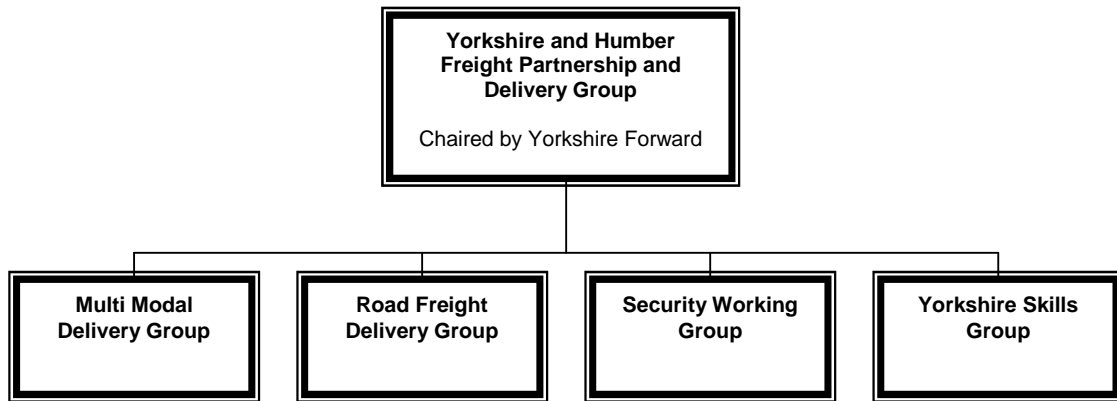 Yorkshire and Humber
Freight Partnership and
Delivery Group
Chaired by Yorkshire Forward
Multi Modal
Delivery Group
Road Freight
Delivery Group
Security Working
Group
Yorkshire Skills
Group